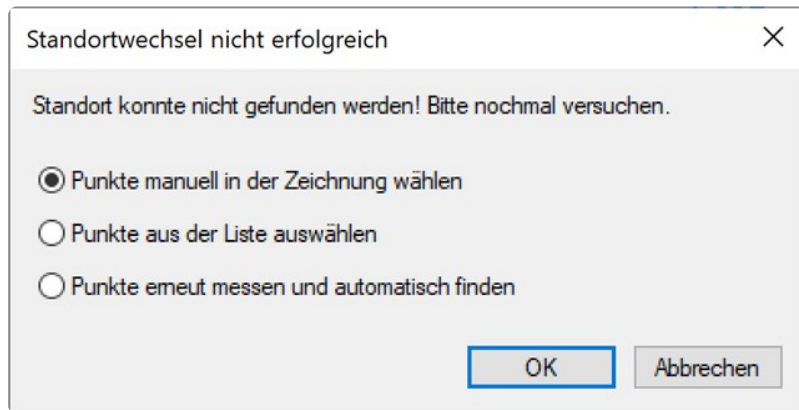 Standortwechsel nicht erfolgreich
Standort konnte nicht gefunden werden! Bitte nochmal versuchen.
Punkte manuell in der Zeichnung wählen
Punkte aus der Liste auswählen
Punkte erneut messen und automatisch finden
OK
Abbrechen